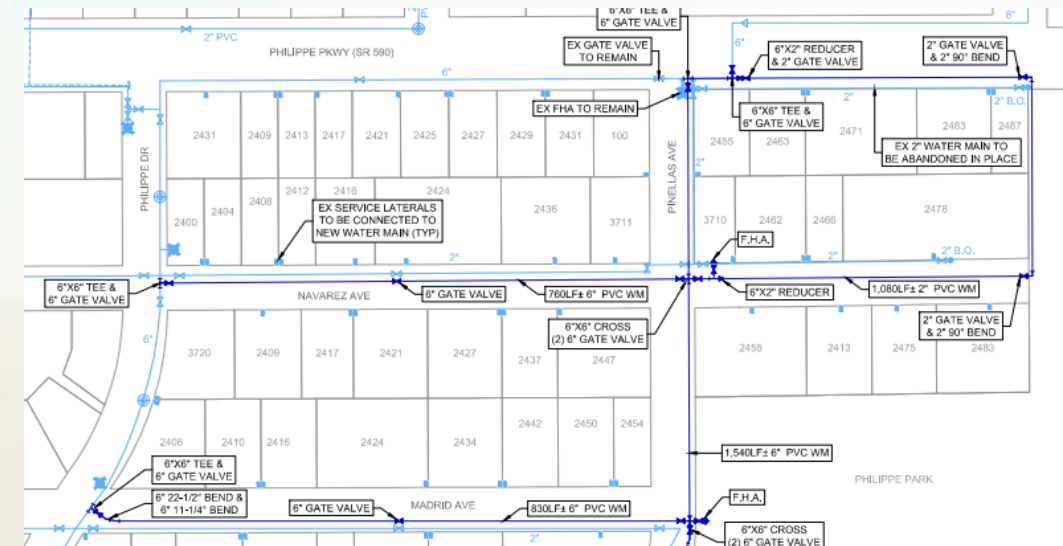 6"X6" TEE &
6" GATE VALVE
8"
2" PVC
PHILIPPE PKWY (SR 590)
EX GATE VALVE
TO REMAIN
6"
6"X2" REDUCER
& 2" GATE VALVE
2" GATE VALVE
& 2" 90° BEND
6"
EX FHA TO REMAIN
6"X6" TEE &
6" GATE VALVE
2"
2" B.O.
2431
2409
2413
2417
2421
2425
2427
2429
2431
100
2455
2463
2471
2483
2487
EX 2" WATER MAIN TO
BE ABANDONED IN PLACE
PHILIPPE DR
PINELLAS AVE
2"
2400
2404
2408
2412
2416
2424
2436
3711
3710
2462
2466
2478
EX SERVICE LATERALS
TO BE CONNECTED TO
NEW WATER MAIN (TYP)
F.H.A.
2"
2" B.O.
6"X6" TEE &
6" GATE VALVE
NAVAREZ AVE
6" GATE VALVE
760LF± 6" PVC WM
6"X2" REDUCER
1,080LF± 2" PVC WM
6"X6" CROSS
(2) 6" GATE VALVE
2" GATE VALVE
& 2" 90° BEND
6"
3720
2409
2417
2421
2427
2437
2447
2455
2413
2475
2483
2406
2410
2416
2424
2434
2442
2450
2454
6"X6" TEE &
6" GATE VALVE
1,540LF± 6" PVC WM
PHILIPPE PARK
6" 22-1/2" BEND &
6" 11-1/4" BEND
6" GATE VALVE
MADRID AVE
830LF± 6" PVC WM
F.H.A.
2"
6"X6" CROSS
(2) 6" GATE VALVE